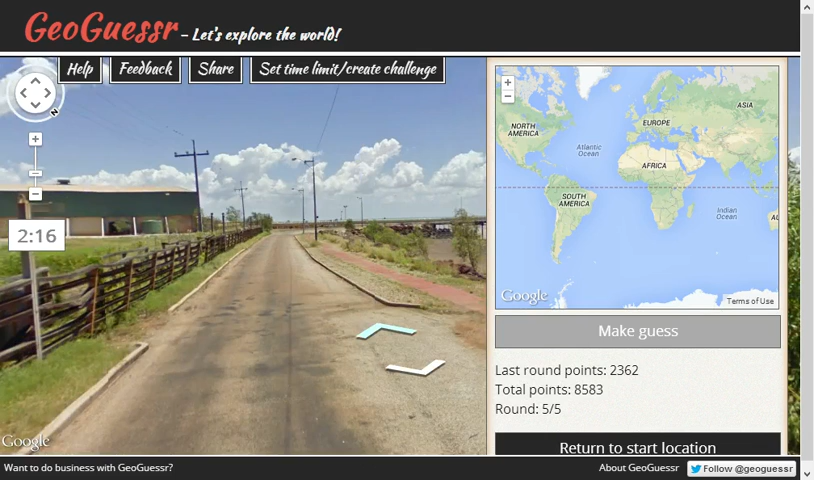 GeoGuessr – Let's explore the world!
Help
Feedback
Share
Set time limit/create challenge
N
2:16
Google
NORTH AMERICA
EUROPE
ASIA
Atlantic Ocean
AFRICA
SOUTH AMERICA
Indian Ocean
AU
Google
Terms of Use
Make guess
Last round points: 2362
Total points: 8583
Round: 5/5
Return to start location
Want to do business with GeoGuessr?
About GeoGuessr
Follow @geoguessr